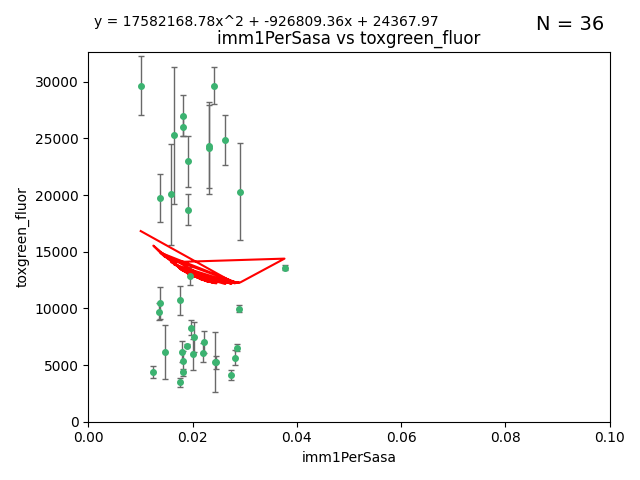 y = 17582168.78x^2 + -926809.36x + 24367.97
N = 36
imm1PerSasa vs toxgreen_fluor
30000
25000
20000
15000
10000
5000
0
toxgreen_fluor
0.00 0.02 0.04 0.06 0.08 0.10
imm1PerSasa